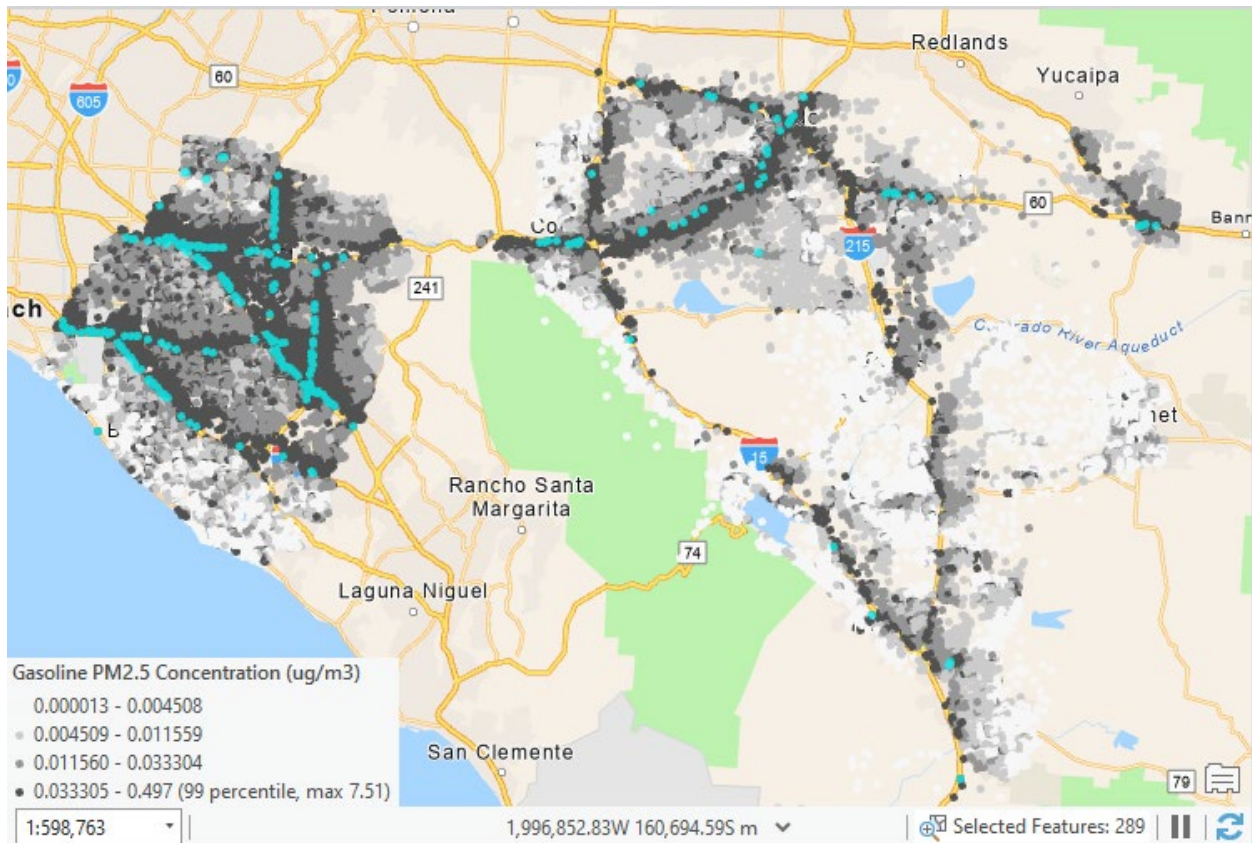 Redlands
60
Yucaipa
605
60
Co
215
241
ach
Colorado River Aqueduct
15
Rancho Santa
Margarita
74
Laguna Niguel
Gasoline PM2.5 Concentration (ug/m3)
0.000013 - 0.004508
0.004509 - 0.011559
0.011560 - 0.033304
0.033305 - 0.497 (99 percentile, max 7.51)
San Clemente
79
1:598,763
1,996,852.83W 160,694.59S m
Selected Features: 289